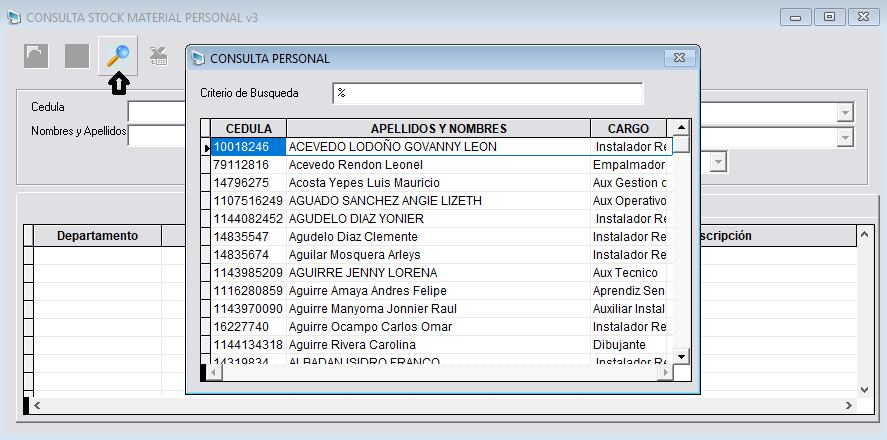 CONSULTA STOCK MATERIAL PERSONAL v3
CONSULTA PERSONAL
Criterio de Busqueda %
Cedula
Nombres y Apellidos
CEDULA APELLIDOS Y NOMBRES CARGO
10018246 ACEVEDO LODOÑO GOVANNY LEON Instalador Re
79112816 Acevedo Rendon Leonel Empalmador
14796275 Acosta Yepes Luis Mauricio Aux Gestion
1107516249 AGUADO SANCHEZ ANGIE LIZETH Aux Operativo
1144082452 AGUDELO DIAZ YONIER Instalador Re
14835547 Agudelo Diaz Clemente Instalador Re
14835674 Aguilar Mosquera Arleys Instalador Re
1143985209 AGUIRRE JENNY LORENA Aux Tecnico
1116280859 Aguirre Amaya Andres Felipe Aprendiz Sen
1143970090 Aguirre Manyoma Jonnier Raul Auxiliar Instal
16227740 Aguirre Ocampo Carlos Omar Instalador Re
1144134318 Aguirre Rivera Carolina Dibujante
14319834 ALBADAN ISIDRO FRANCO Instalador Re
Departamento scripción